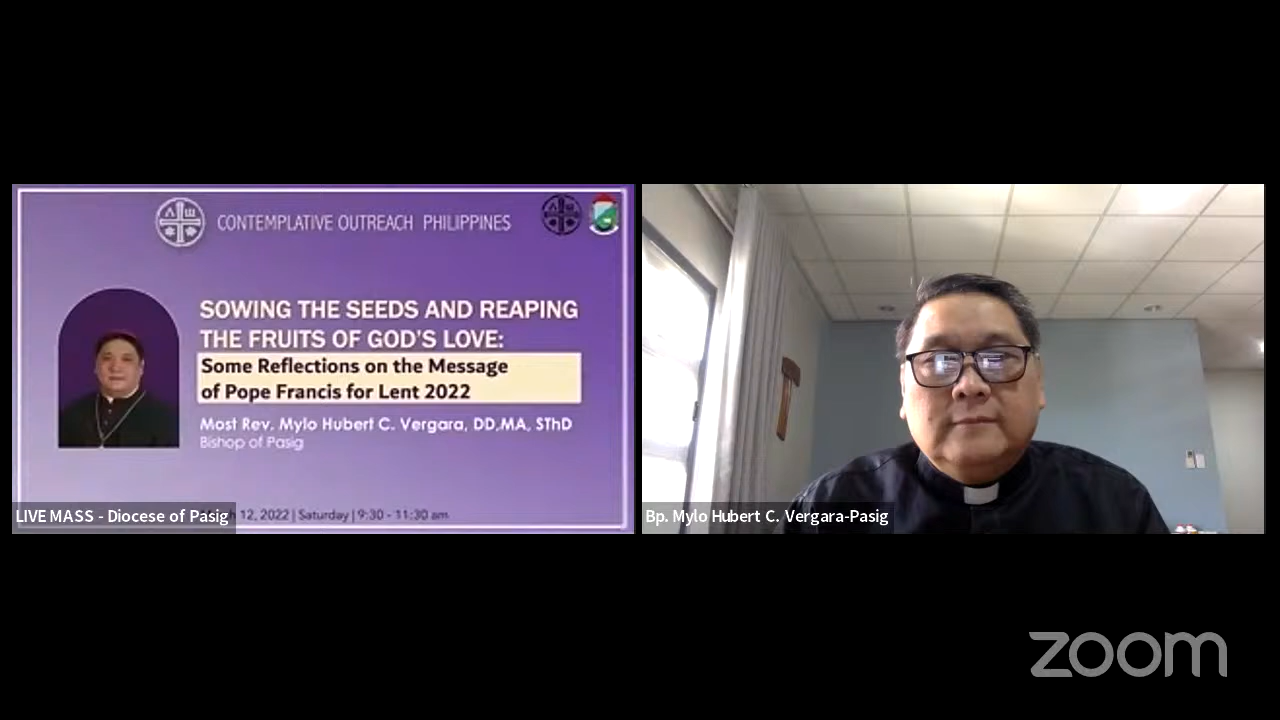 CONTEMPLATIVE OUTREACH PHILIPPINES
SOWING THE SEEDS AND REAPING
THE FRUITS OF GOD'S LOVE:
Some Reflections on the Message
of Pope Francis for Lent 2022
Most Rev. Mylo Hubert C. Vergara, DD,MA, SThD
Bishop of Pasig
12, 2022 | Saturday | 9:30 - 11:30 am
LIVE MASS - Diocese of Pasig
Bp. Mylo Hubert C. Vergara-Pasig
zoom